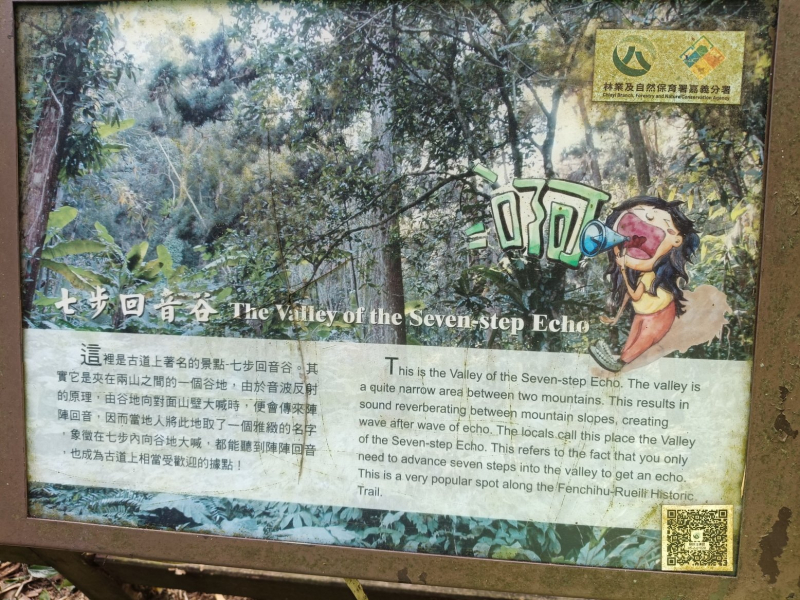 林業及自然保育署嘉義分署
Chiayi Branch, Forestry and Nature Conservation Agency
啊
七步回音谷 The Valley of the Seven-step Echo
這裡是古道上著名的景點-七步回音谷。其
實它是夾在兩山之間的一個谷地，由於音波反射
的原理，由谷地向對面山壁大喊時，便會傳來陣
陣回音，因而當地人將此地取了一個雅緻的名字
，象徵在七步內向谷地大喊，都能聽到陣陣回音
，也成為古道上相當受歡迎的據點！
This is the Valley of the Seven-step Echo. The valley is
a quite narrow area between two mountains. This results in
sound reverberating between mountain slopes, creating
wave after wave of echo. The locals call this place the Valley
of the Seven-step Echo. This refers to the fact that you only
need to advance seven steps into the valley to get an echo.
This is a very popular spot along the Fenchihu-Rueili Historic
Trail.